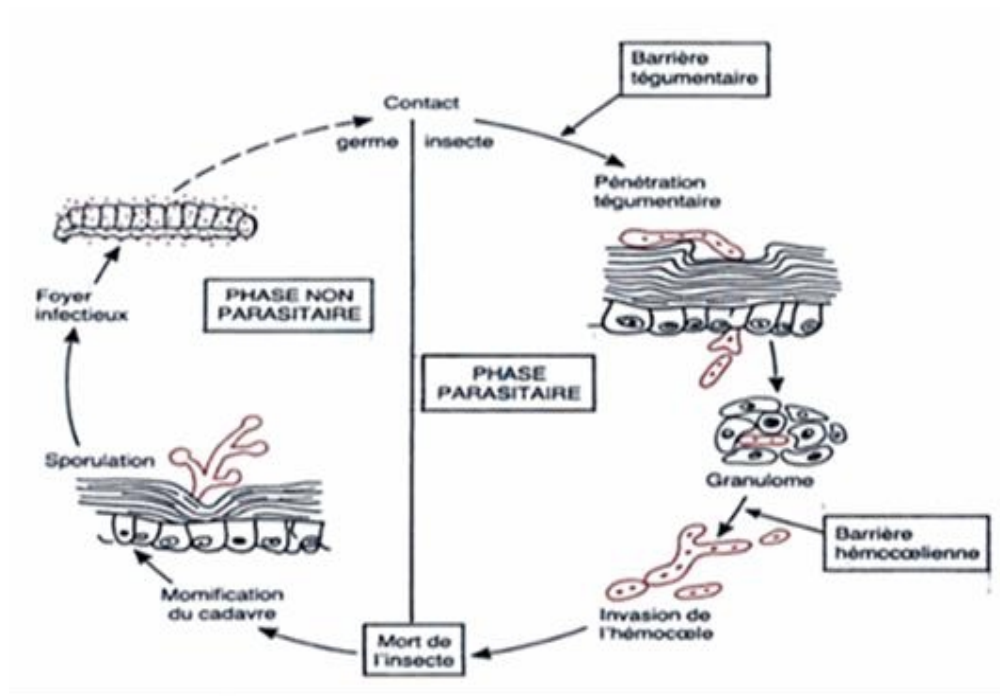 Barrière
tégumentaire
Contact
germe
insecte
Pénétration
tégumentaire
PHASE NON
PARASITAIRE
Foyer
infectieux
PHASE
PARASITAIRE
Sporulation
Granulome
Barrière
hémocœlienne
Momification
du cadavre
Invasion de
l'hémocœle
Mort de
l'insecte